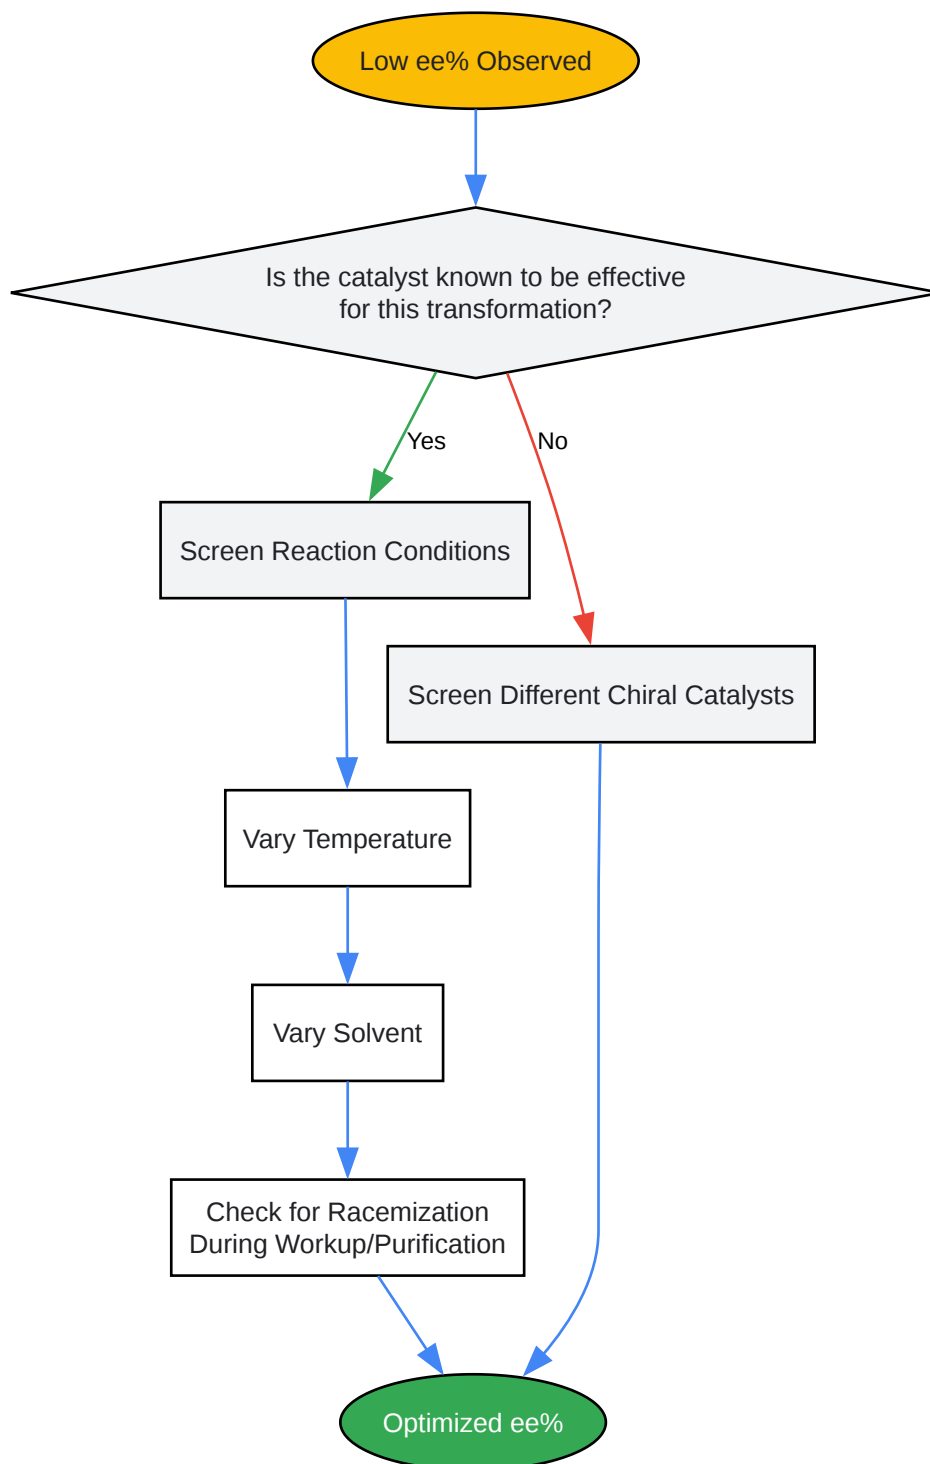 Low ee% Observed
Is the catalyst known to be effective
for this transformation?
Yes
No
Screen Reaction Conditions
Screen Different Chiral Catalysts
Vary Temperature
Vary Solvent
Check for Racemization
During Workup/Purification
Optimized ee%